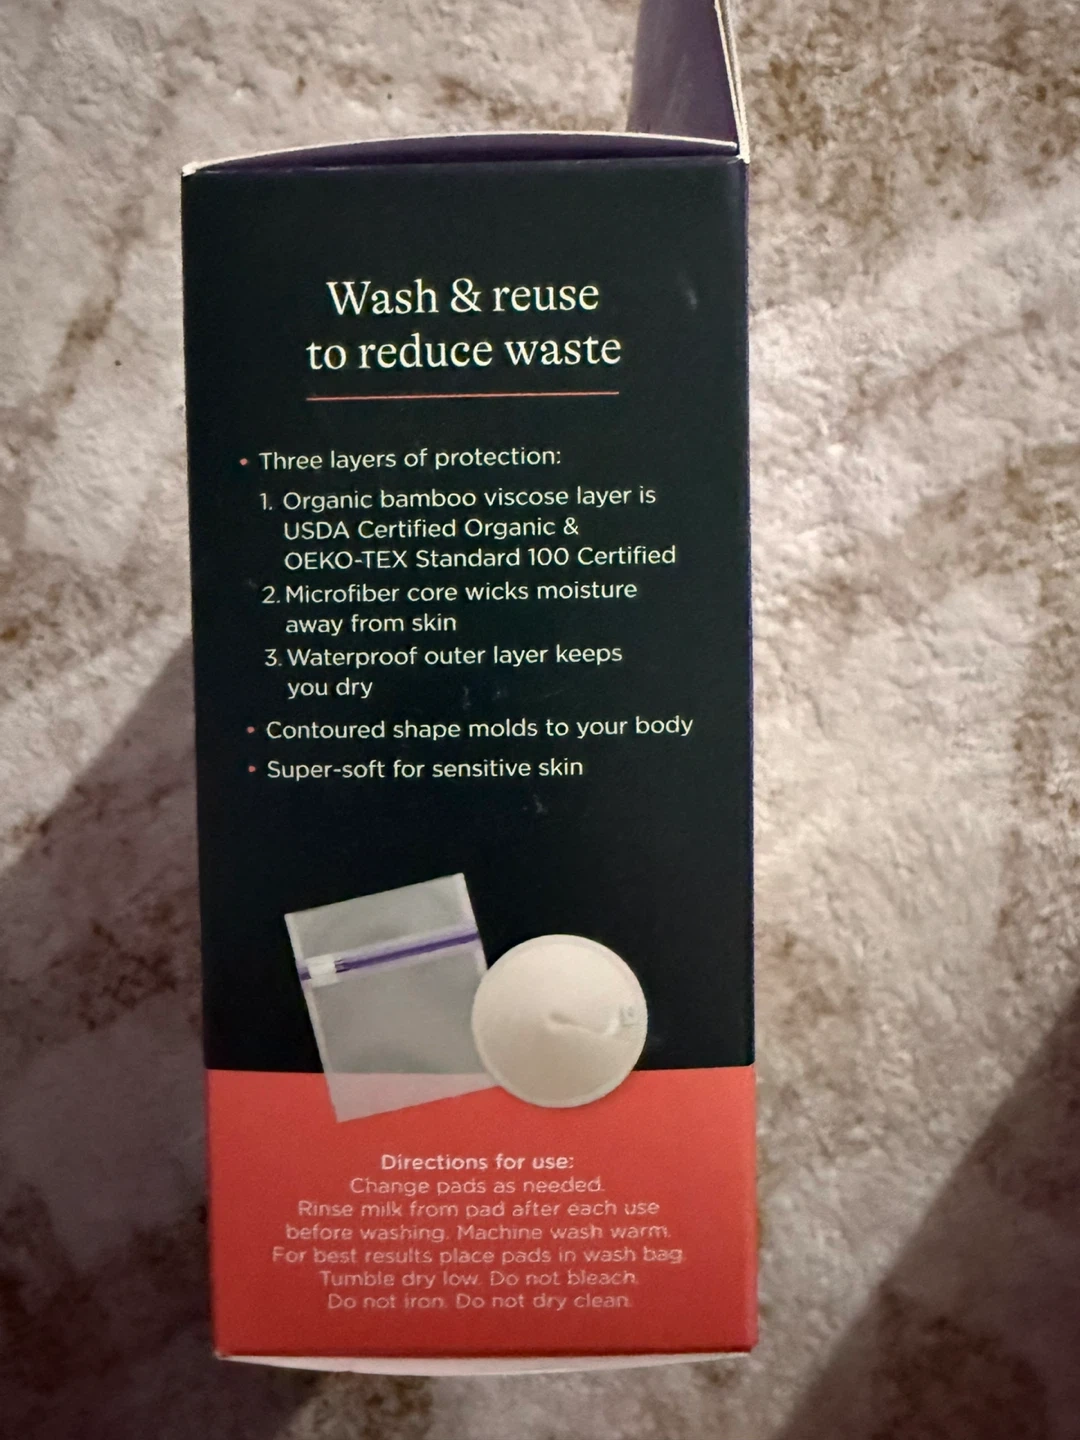 Wash & reuse
to reduce waste
• Three layers of protection:
1. Organic bamboo viscose layer is
USDA Certified Organic &
OEKO-TEX Standard 100 Certified
2. Microfiber core wicks moisture
away from skin
3. Waterproof outer layer keeps
you dry
• Contoured shape molds to your body
• Super-soft for sensitive skin
Directions for use:
Change pads as needed.
Rinse milk from pad after each use
before washing. Machine wash warm.
For best results place pads in wash bag.
Tumble dry low. Do not bleach.
Do not iron. Do not dry clean.